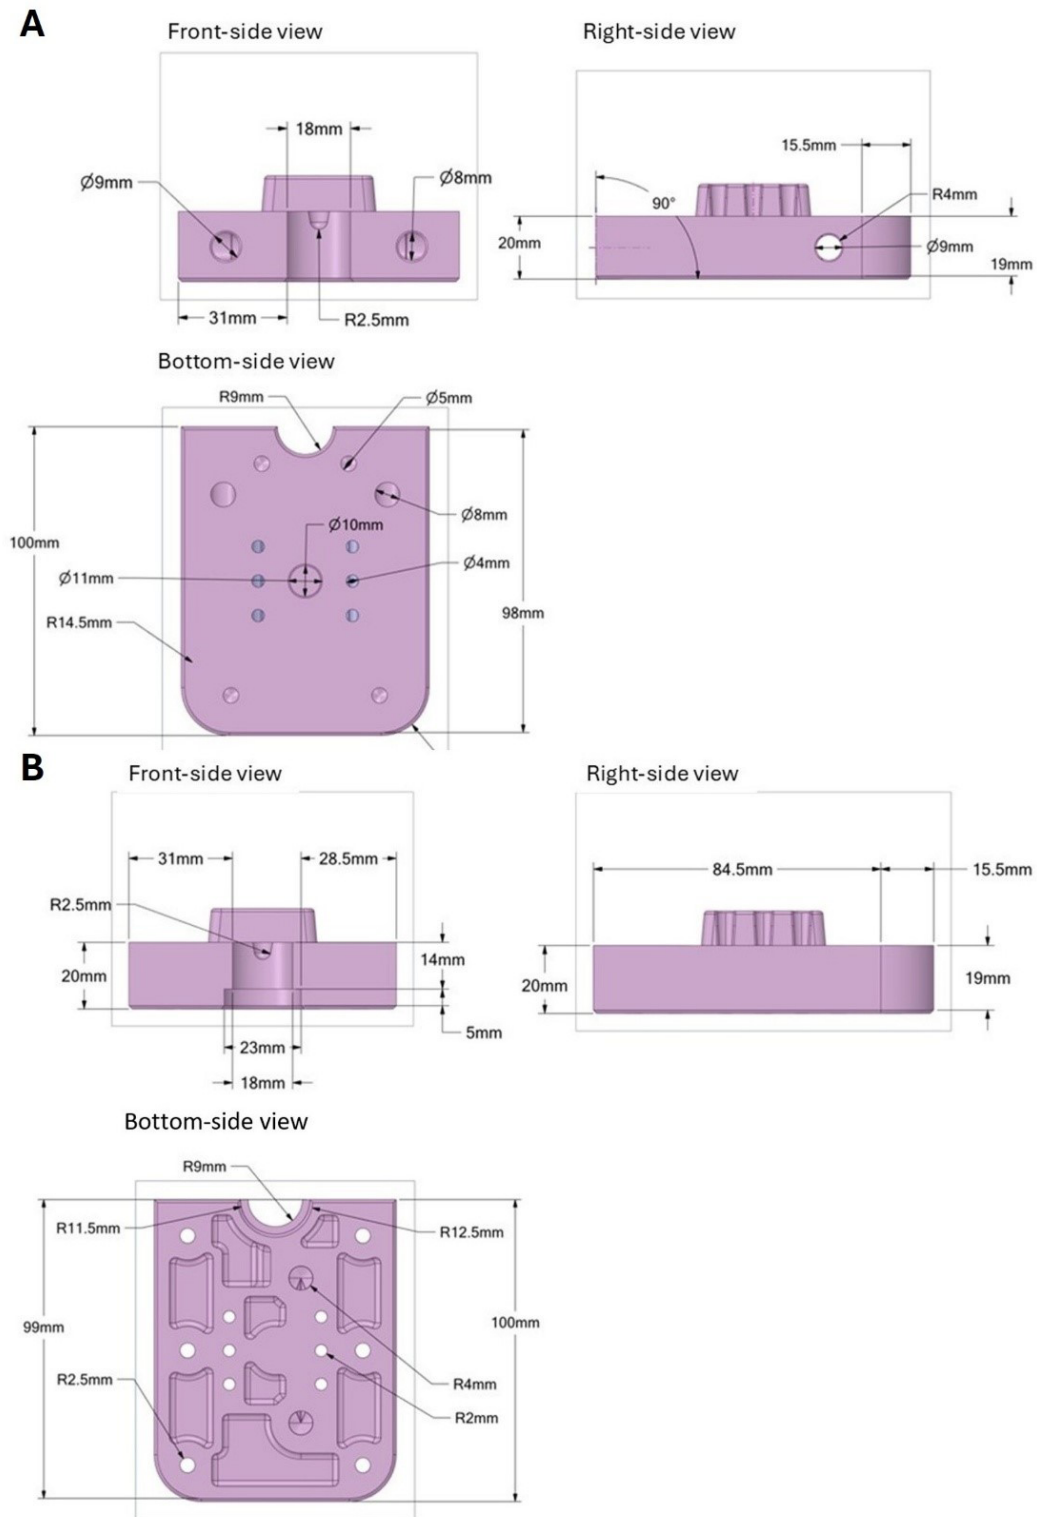 A
Front-side view
Right-side view
18mm
15.5mm
Ø9mm
Ø8mm
R4mm
90°
20mm
Ø9mm
19mm
31mm
R2.5mm
Bottom-side view
R9mm
Ø5mm
Ø10mm
Ø8mm
100mm
Ø11mm
Ø4mm
98mm
R14.5mm
B
Front-side view
Right-side view
31mm
28.5mm
84.5mm
15.5mm
R2.5mm
14mm
20mm
20mm
19mm
5mm
23mm
18mm
Bottom-side view
R9mm
R11.5mm
R12.5mm
99mm
100mm
R2.5mm
R4mm
R2mm